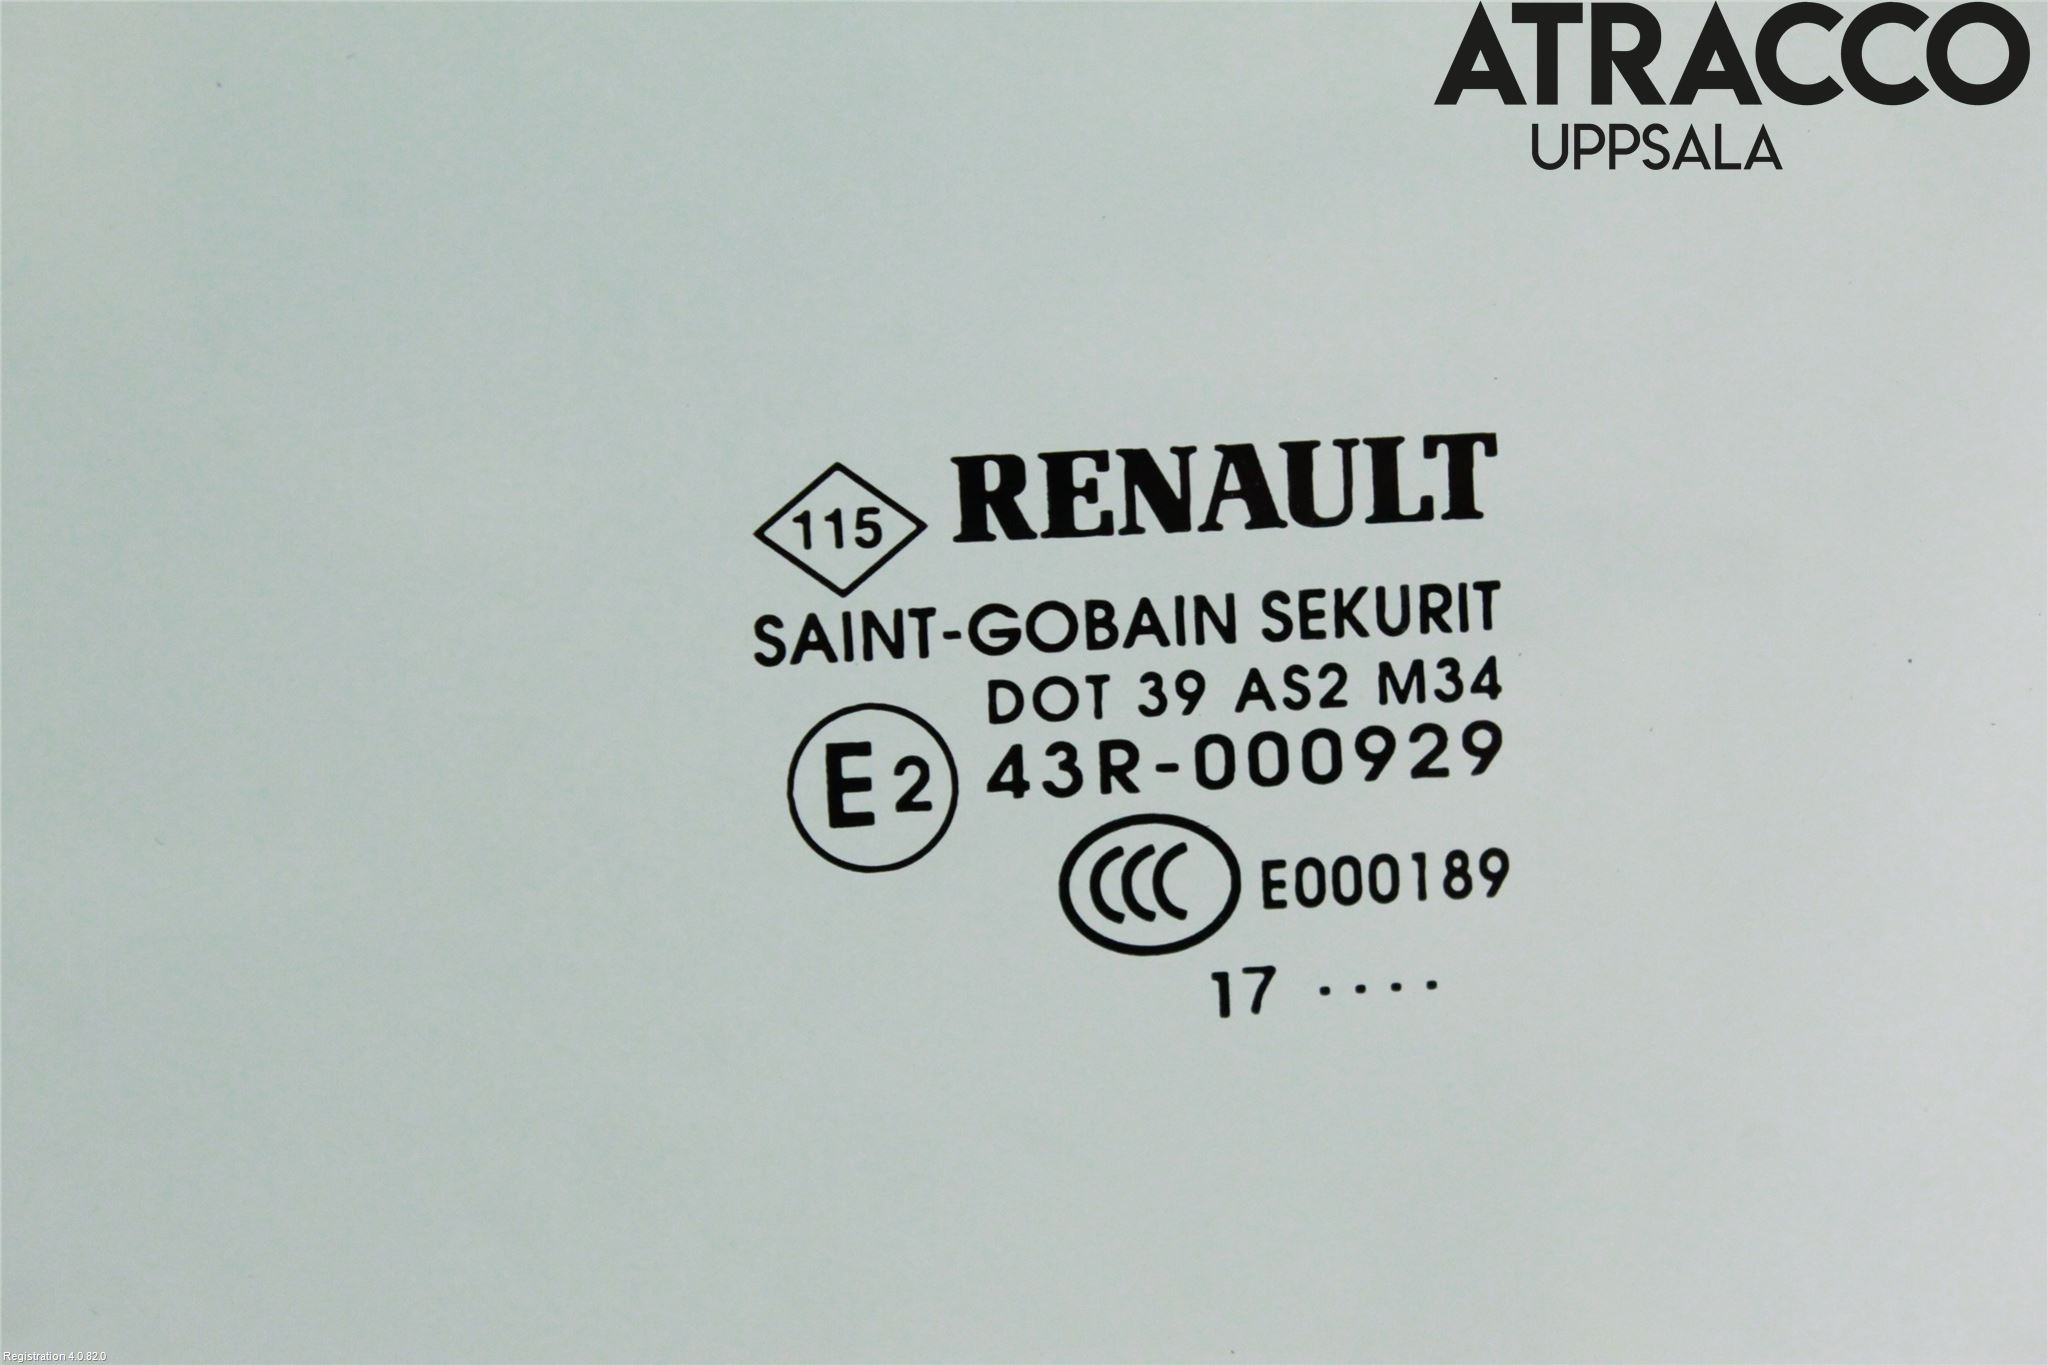 ATRACCO
UPPSALA
115 RENAULT
SAINT-GOBAIN SEKURIT
DOT 39 AS2 M34
E2 43R-000929
CCC E000189
17 ....
Registration 4.0.82.0